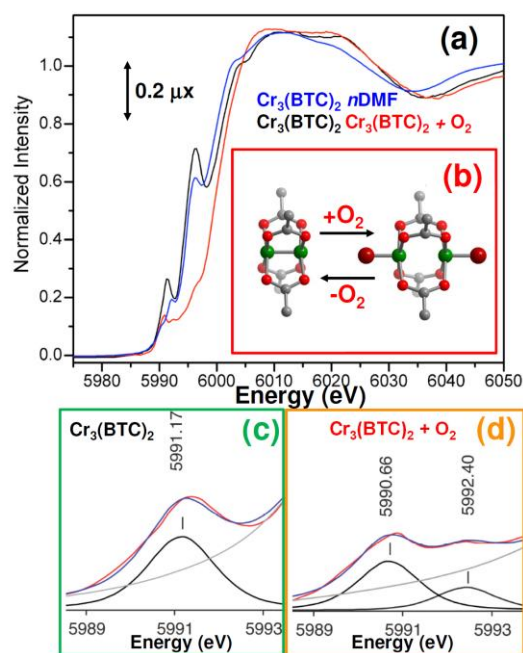 (a)
0.2 μx
Cr₃(BTC)₂ nDMF
Cr₃(BTC)₂ Cr₃(BTC)₂ + O₂
Normalized Intensity
1.0
0.8
0.6
0.4
0.2
0.0
(b)
+O₂
-O₂
5980 5990 6000 6010 6020 6030 6040 6050
Energy (eV)
Cr₃(BTC)₂
(c)
5991.17
5989 5991 5993
Energy (eV)
Cr₃(BTC)₂ + O₂
(d)
5990.66
5992.40
5989 5991 5993
Energy (eV)